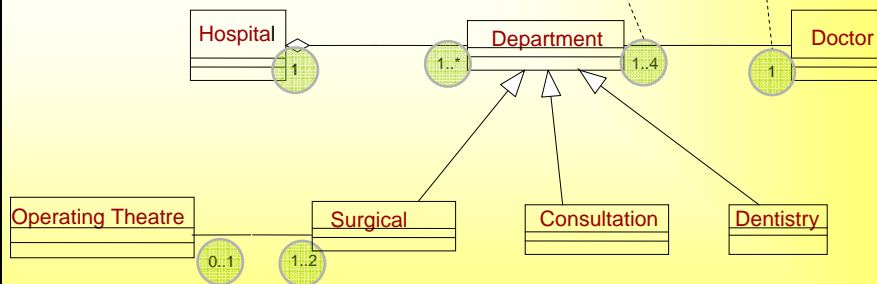 Hospital
Department
Doctor
1
1..*
1..4
1
Operating Theatre
Surgical
Consultation
Dentistry
0..1
1..2